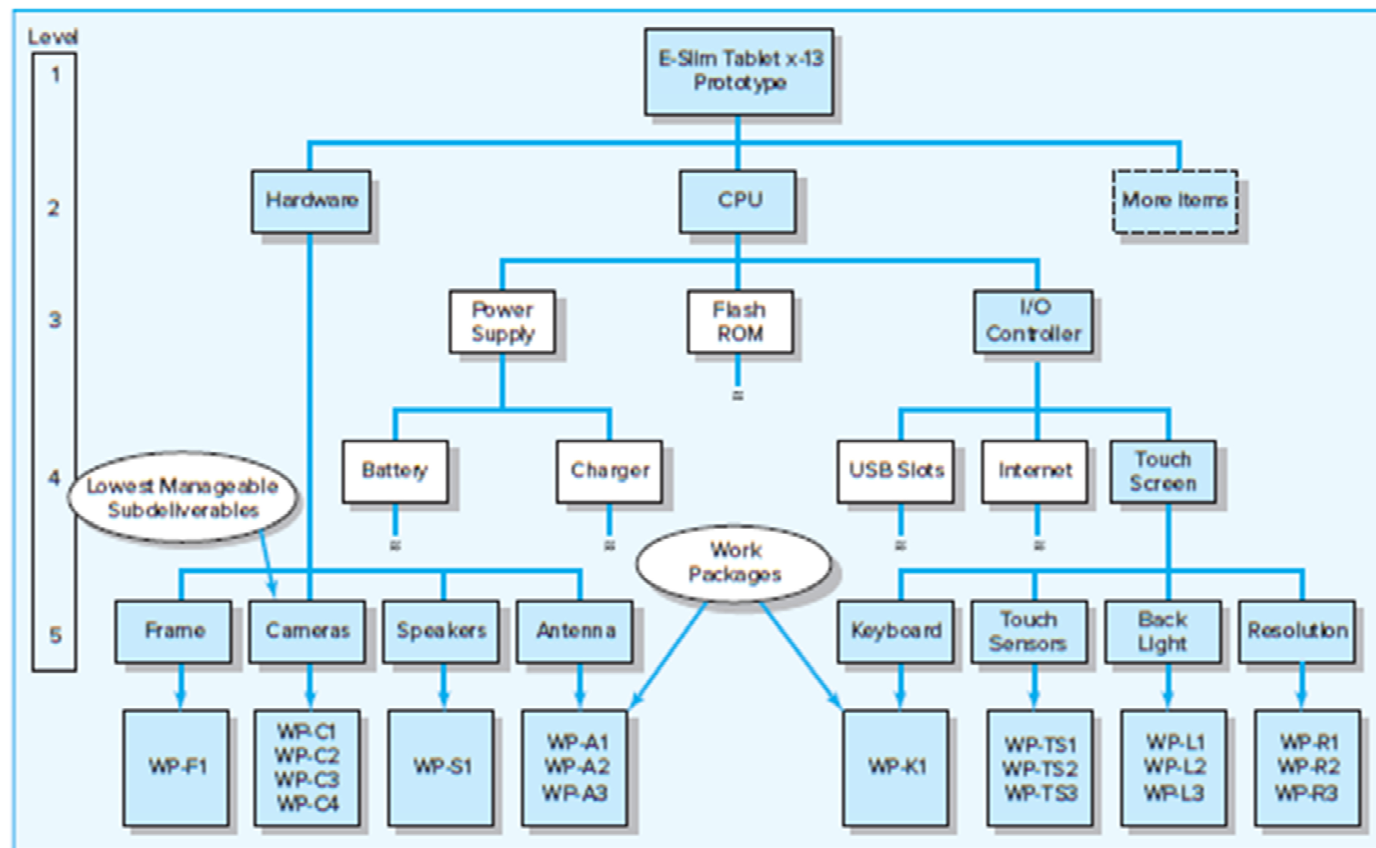 Level
1
E-Slim Tablet x-13
Prototype
2
Hardware
CPU
More Items
3
Power
Supply
Flash
ROM
I/O
Controller
4
Lowest Manageable
Subdeliverables
Battery
Charger
USB Slots
Internet
Touch
Screen
Work
Packages
5
Frame
Cameras
Speakers
Antenna
Keyboard
Touch
Sensors
Back
Light
Resolution
WP-F1
WP-C1
WP-C2
WP-C3
WP-C4
WP-S1
WP-A1
WP-A2
WP-A3
WP-K1
WP-TS1
WP-TS2
WP-TS3
WP-L1
WP-L2
WP-L3
WP-R1
WP-R2
WP-R3